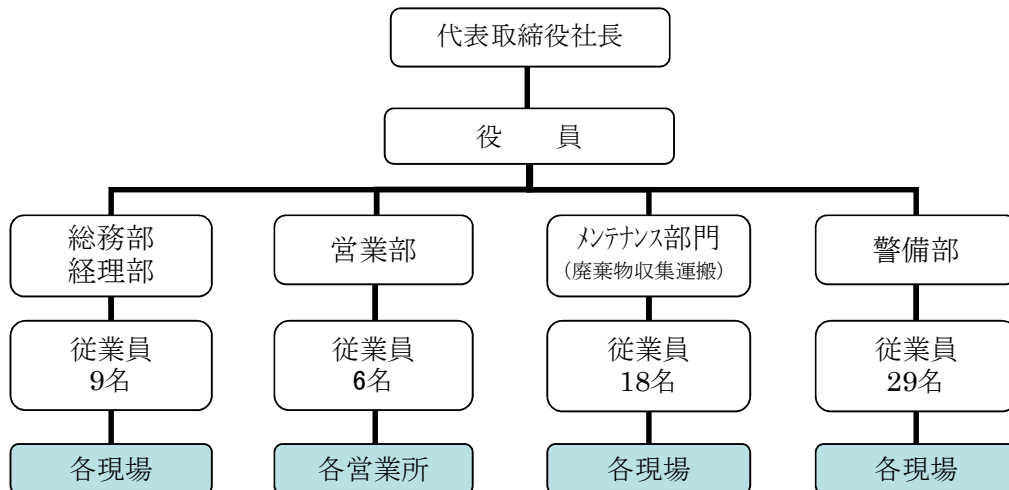 代表取締役社長
役　　員
総務部
経理部
営業部
ﾒﾝﾃﾅﾝｽ部門
(廃棄物収集運搬)
警備部
従業員
9名
従業員
6名
従業員
18名
従業員
29名
各現場
各営業所
各現場
各現場